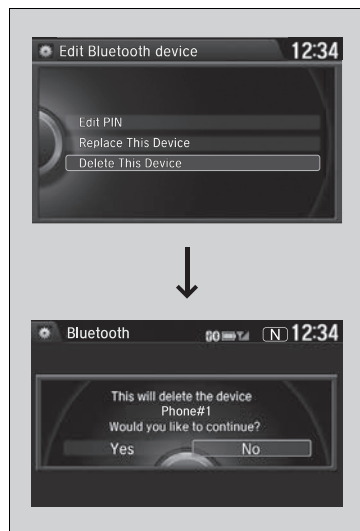 Edit Bluetooth device 12:34
Edit PIN
Replace This Device
Delete This Device
Bluetooth N 12:34
This will delete the device
Phone#1
Would you like to continue?
Yes No